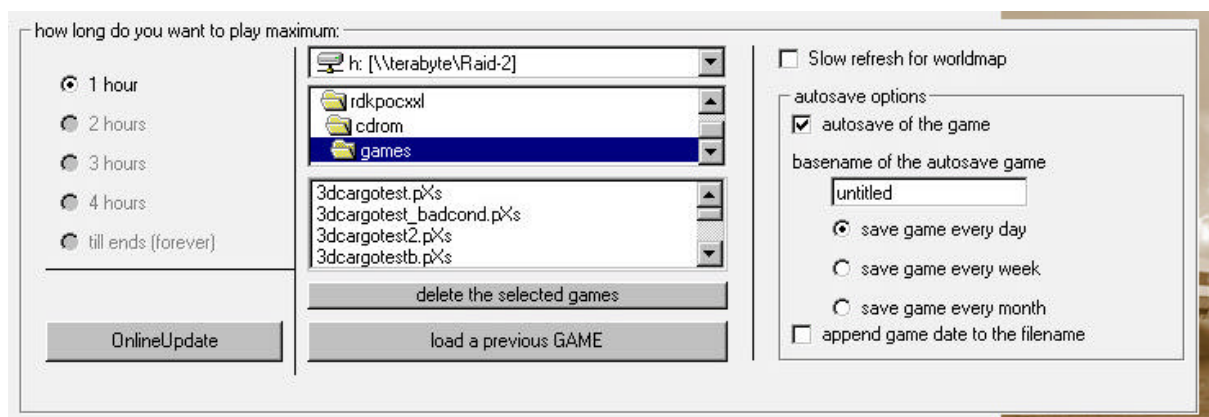 how long do you want to play maximum:
1 hour
2 hours
3 hours
4 hours
till ends (forever)
OnlineUpdate
h: [\\terabyte\Raid-2]
rdkpocxxl
cdrom
games
3dcargotest.pXs
3dcargotest_badcond.pXs
3dcargotest2.pXs
3dcargotestb.pXs
delete the selected games
load a previous GAME
Slow refresh for worldmap
autosave options
autosave of the game
basename of the autosave game
untitled
save game every day
save game every week
save game every month
append game date to the filename